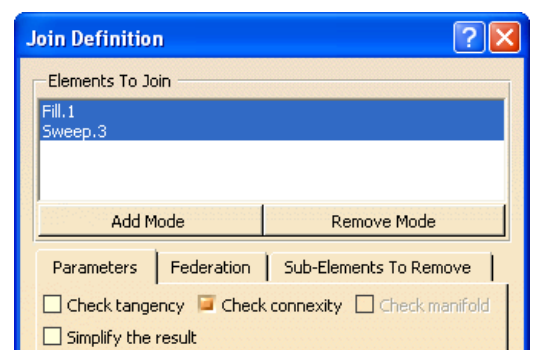 Join Definition
Elements To Join
Fill.1
Sweep.3
Add Mode Remove Mode
Parameters Federation Sub-Elements To Remove
Check tangency Check connexity Check manifold
Simplify the result